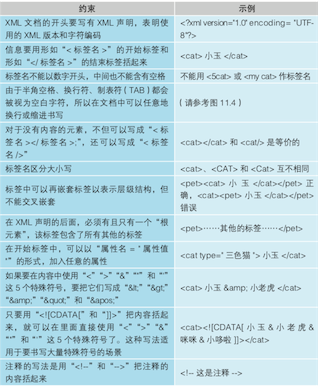 约束
示例
XML 文档的开头要写有 XML 声明，表明使
用的 XML 版本和字符编码
<?xml version="1.0" encoding= "UTF-
8"?>
信息要用形如“< 标签名 >”的开始标签和
形如“</ 标签名 >”的结束标签括起来
<cat> 小玉 </cat>
标签名不能以数字开头，中间也不能含有空格
不能用 <5cat> 或 <my cat> 作标签名
由于半角空格、换行符、制表符（TAB）都会
被视为空白字符，所以在文档中可以任意地
换行或缩进书写
（请参考图 11.4）
对于没有内容的元素，不但可以写成“< 标
签名 ></ 标签名 >;”，还可以写成“< 标签
名 />”
<cat></cat> 和 <cat/> 是等价的
标签名区分大小写
<cat>、<CAT> 和 <Cat> 互不相同
标签中可以再嵌套标签以表示层级结构，但
不能交叉嵌套
<pet><cat> 小 玉 </cat></pet> 正
确，<cat><pet> 小玉 </cat></pet>
错误
在 XML 声明的后面，必须有且只有一个“根
元素”，该标签包含了所有其他的标签
<pet>……其他的标签……</pet>
在开始标签中，可以以“属性名 = " 属性值
"”的形式，加入任意的属性
<cat type=" 三色猫 "> 小玉 </cat>
如果要在内容中使用“<”“>”“&”“"”和“'”
这 5 个特殊符号，要把它们写成“&lt;”“&gt;”
“&amp;”“&quot;”和“&apos;”
<cat> 小玉 &amp; 小老虎 </cat>
只要用“<![CDATA[”和“]]>”把内容括起
来，就可以在里面直接使用“<”“>”“&”
“"”和“'”这 5 个特殊符号了。这种写法适
用于要书写大量特殊符号的场景
<cat><![CDATA[ 小 玉 & 小 老 虎 &
咪咪 & 小哆啦 ]]></cat>
注释的写法是用“<!--”和“-->”把注释的
内容括起来
<!-- 这是注释 -->